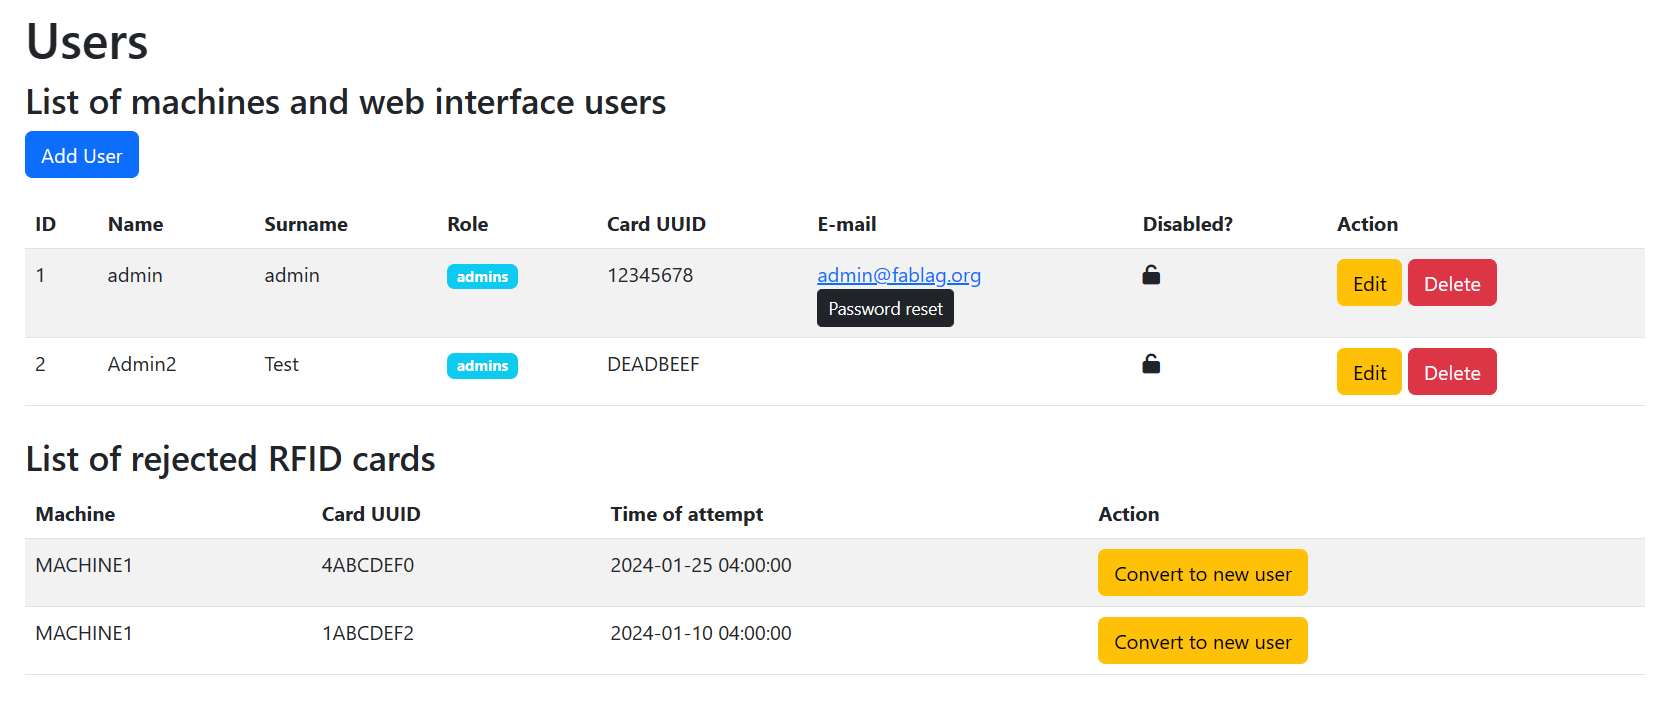 Users
List of machines and web interface users
Add User
ID Name Surname Role Card UUID E-mail Disabled? Action
1 admin admin admins 12345678 admin@fablag.org Edit Delete
Password reset
2 Admin2 Test admins DEADBEEF Edit Delete
List of rejected RFID cards
Machine Card UUID Time of attempt Action
MACHINE1 4ABCDEF0 2024-01-25 04:00:00 Convert to new user
MACHINE1 1ABCDEF2 2024-01-10 04:00:00 Convert to new user